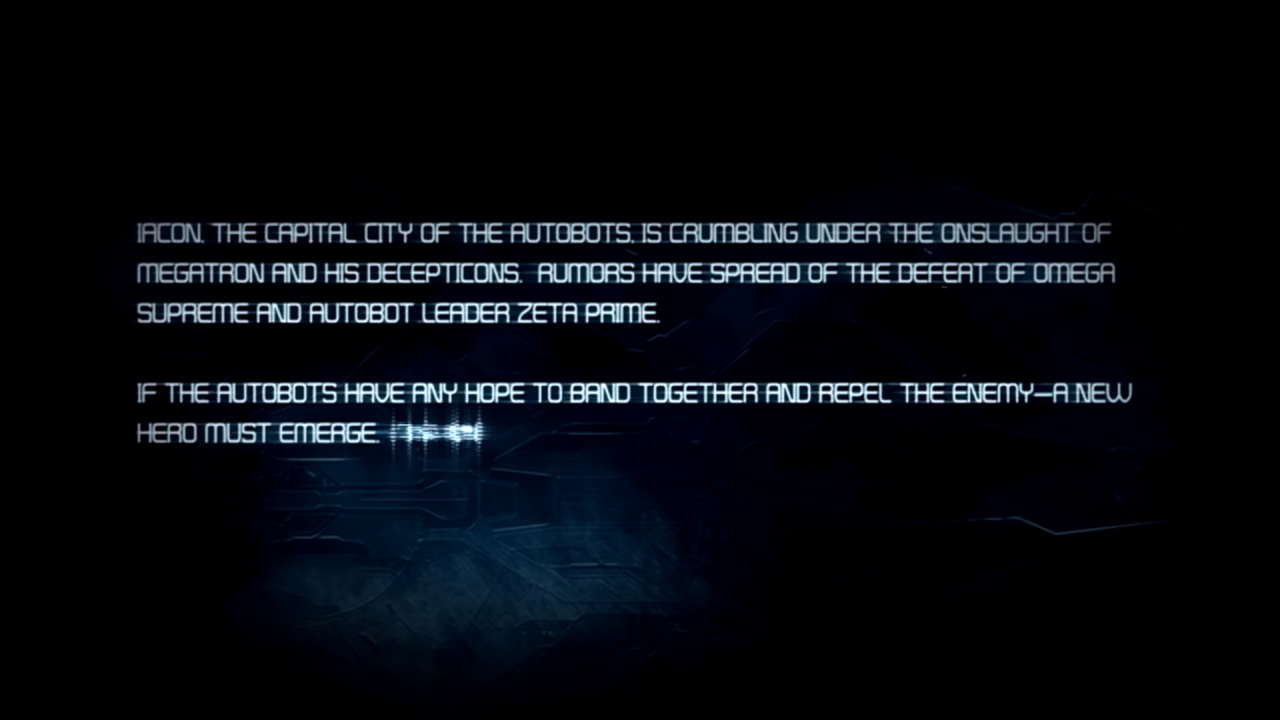 IACON, THE CAPITAL CITY OF THE AUTOBOTS, IS CRUMBLING UNDER THE ONSLAUGHT OF
MEGATRON AND HIS DECEPTICONS. RUMORS HAVE SPREAD OF THE DEFEAT OF OMEGA
SUPREME AND AUTOBOT LEADER ZETA PRIME.
IF THE AUTOBOTS HAVE ANY HOPE TO BAND TOGETHER AND REPEL THE ENEMY—A NEW
HERO MUST EMERGE.